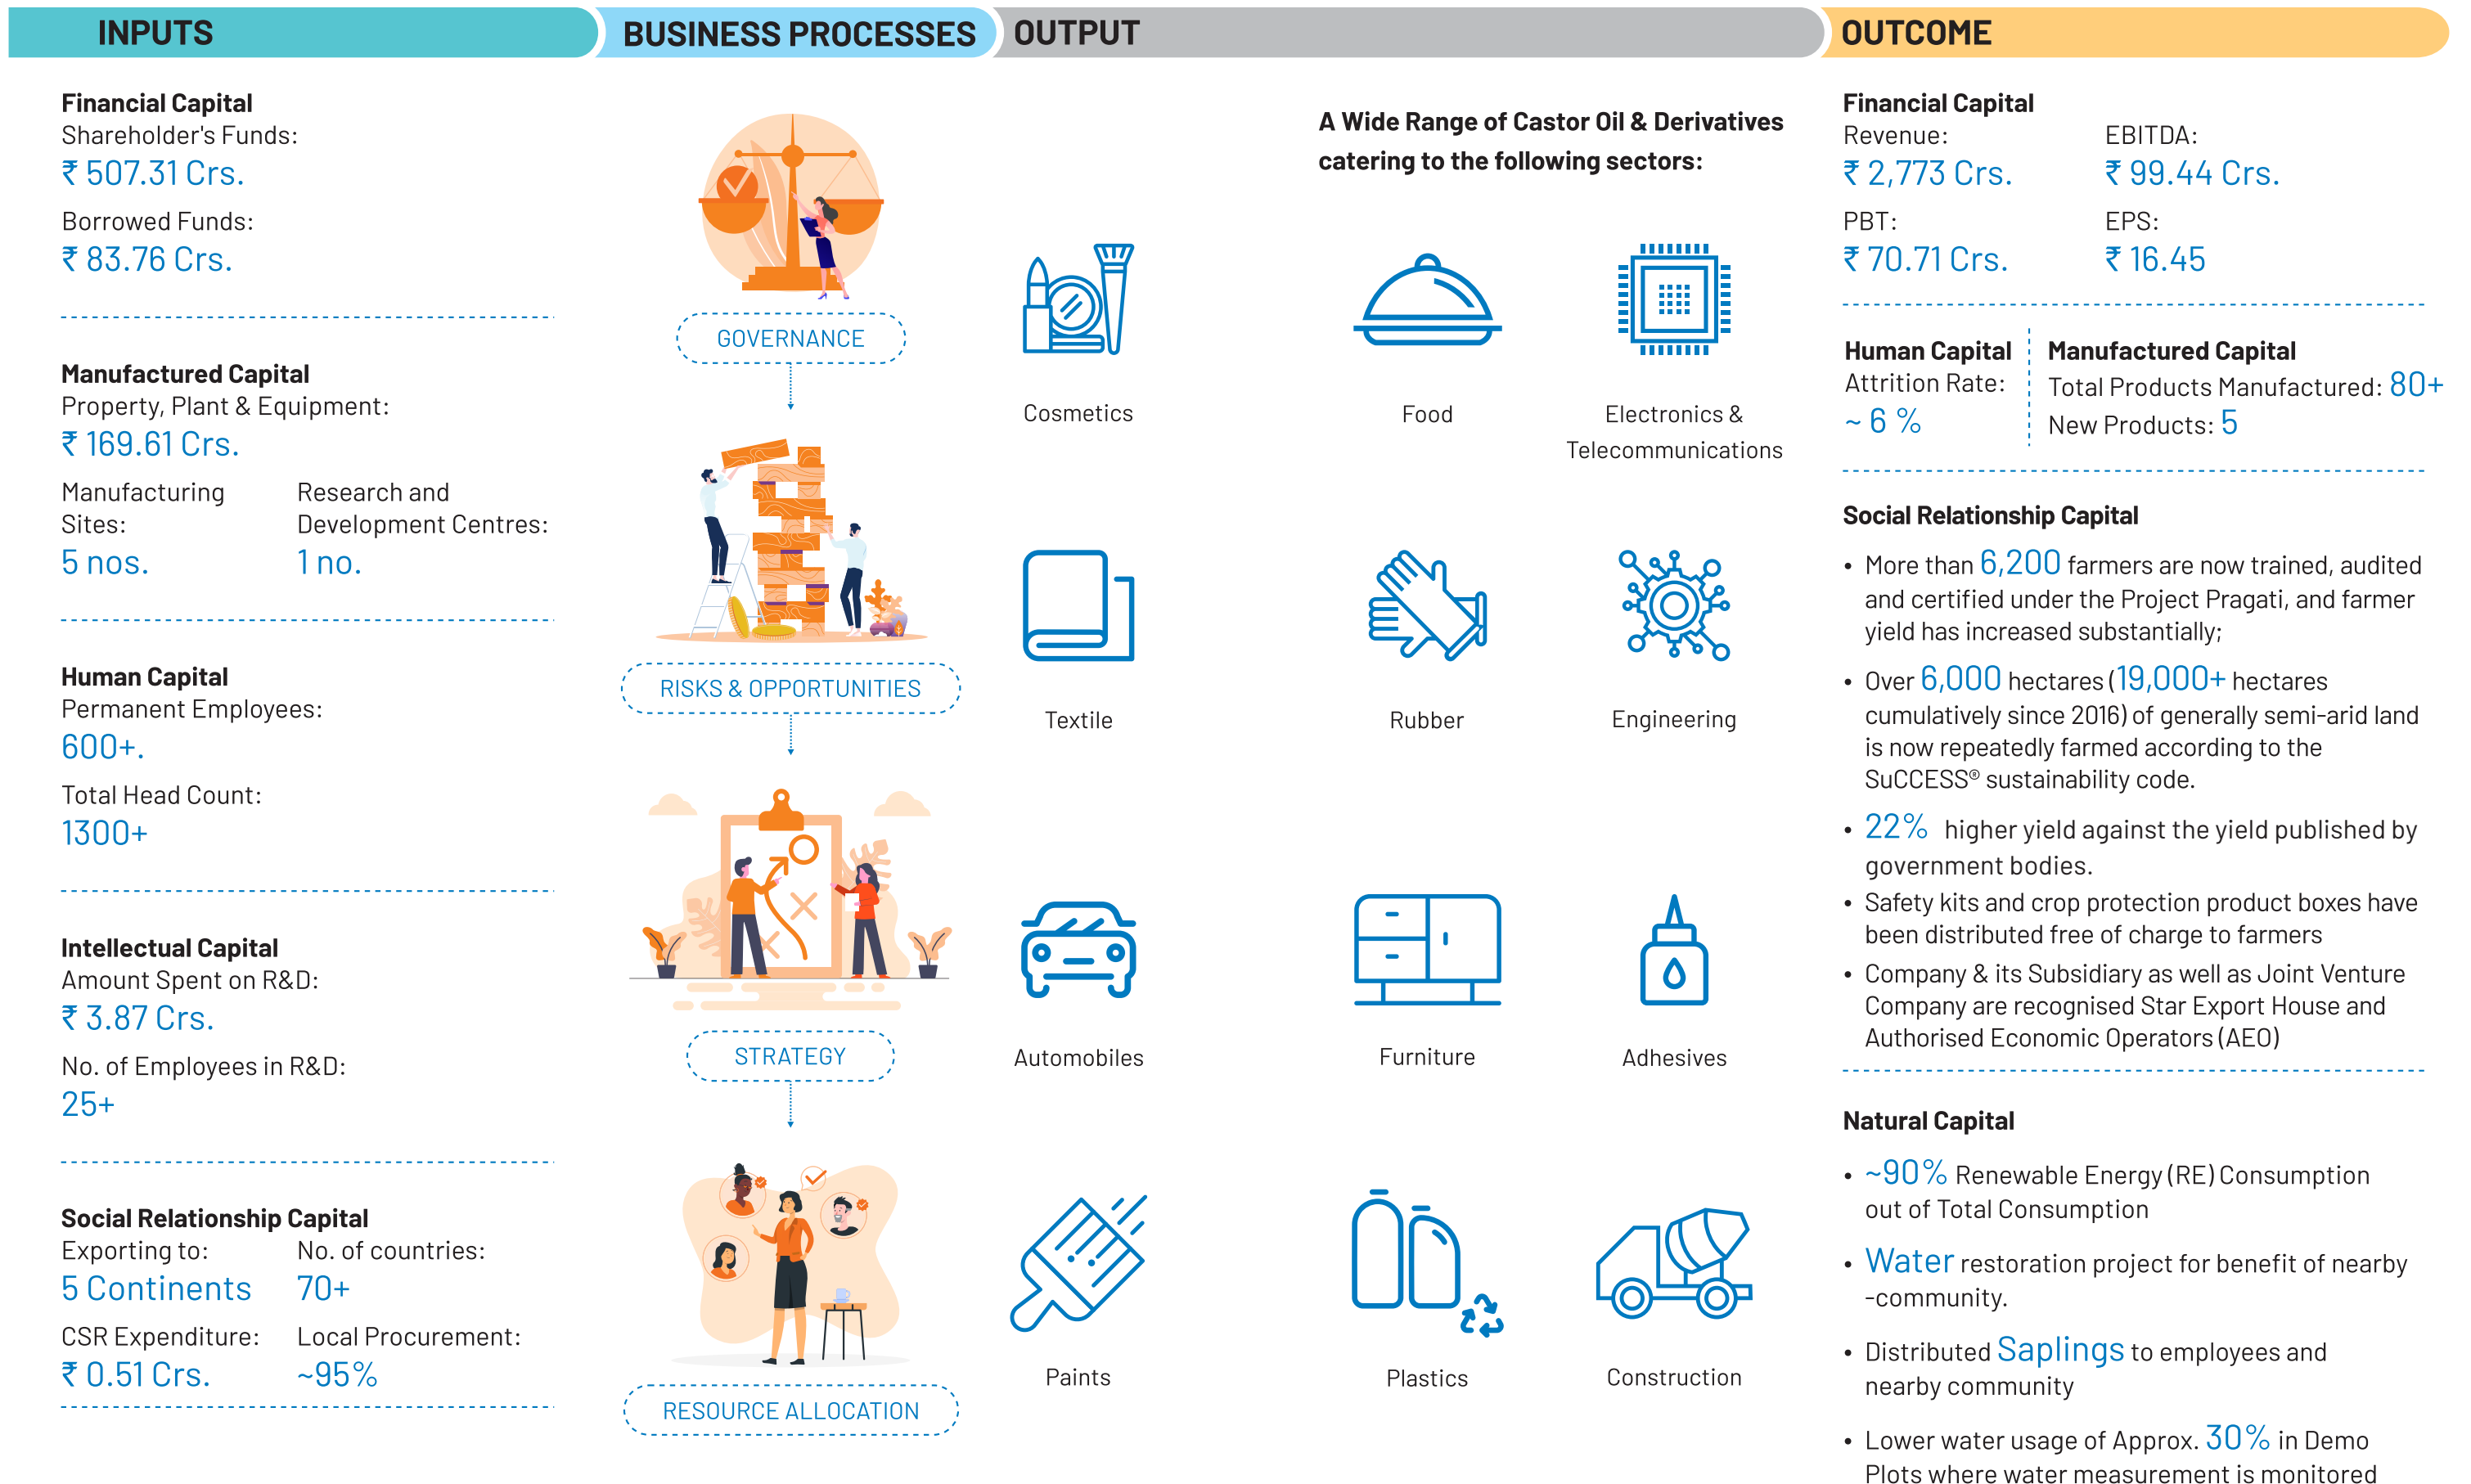 INPUTS
BUSINESS PROCESSES
OUTPUT
OUTCOME
Financial Capital
Shareholder's Funds:
₹ 507.31 Crs.
Borrowed Funds:
₹ 83.76 Crs.
Manufactured Capital
Property, Plant & Equipment:
₹ 169.61 Crs.
Manufacturing
Sites:
5 nos.
Research and
Development Centres:
1 no.
Human Capital
Permanent Employees:
600+.
Total Head Count:
1300+
Intellectual Capital
Amount Spent on R&D:
₹ 3.87 Crs.
No. of Employees in R&D:
25+
Social Relationship Capital
Exporting to:
5 Continents
No. of countries:
70+
CSR Expenditure:
₹ 0.51 Crs.
Local Procurement:
~95%
GOVERNANCE
RISKS & OPPORTUNITIES
STRATEGY
RESOURCE ALLOCATION
A Wide Range of Castor Oil & Derivatives
catering to the following sectors:
Cosmetics
Food
Electronics &
Telecommunications
Textile
Rubber
Engineering
Automobiles
Furniture
Adhesives
Paints
Plastics
Construction
Financial Capital
Revenue:
₹ 2,773 Crs.
EBITDA:
₹ 99.44 Crs.
PBT:
₹ 70.71 Crs.
EPS:
₹ 16.45
Human Capital
Attrition Rate:
~ 6 %
Manufactured Capital
Total Products Manufactured: 80+
New Products: 5
Social Relationship Capital
• More than 6,200 farmers are now trained, audited
and certified under the Project Pragati, and farmer
yield has increased substantially;
• Over 6,000 hectares (19,000+ hectares
cumulatively since 2016) of generally semi-arid land
is now repeatedly farmed according to the
SuCCESS® sustainability code.
• 22% higher yield against the yield published by
government bodies.
• Safety kits and crop protection product boxes have
been distributed free of charge to farmers
• Company & its Subsidiary as well as Joint Venture
Company are recognised Star Export House and
Authorised Economic Operators (AEO)
Natural Capital
• ~90% Renewable Energy (RE) Consumption
out of Total Consumption
• Water restoration project for benefit of nearby
-community.
• Distributed Saplings to employees and
nearby community
• Lower water usage of Approx. 30% in Demo
Plots where water measurement is monitored